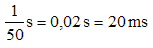 1/50 s = 0,02 s = 20 ms